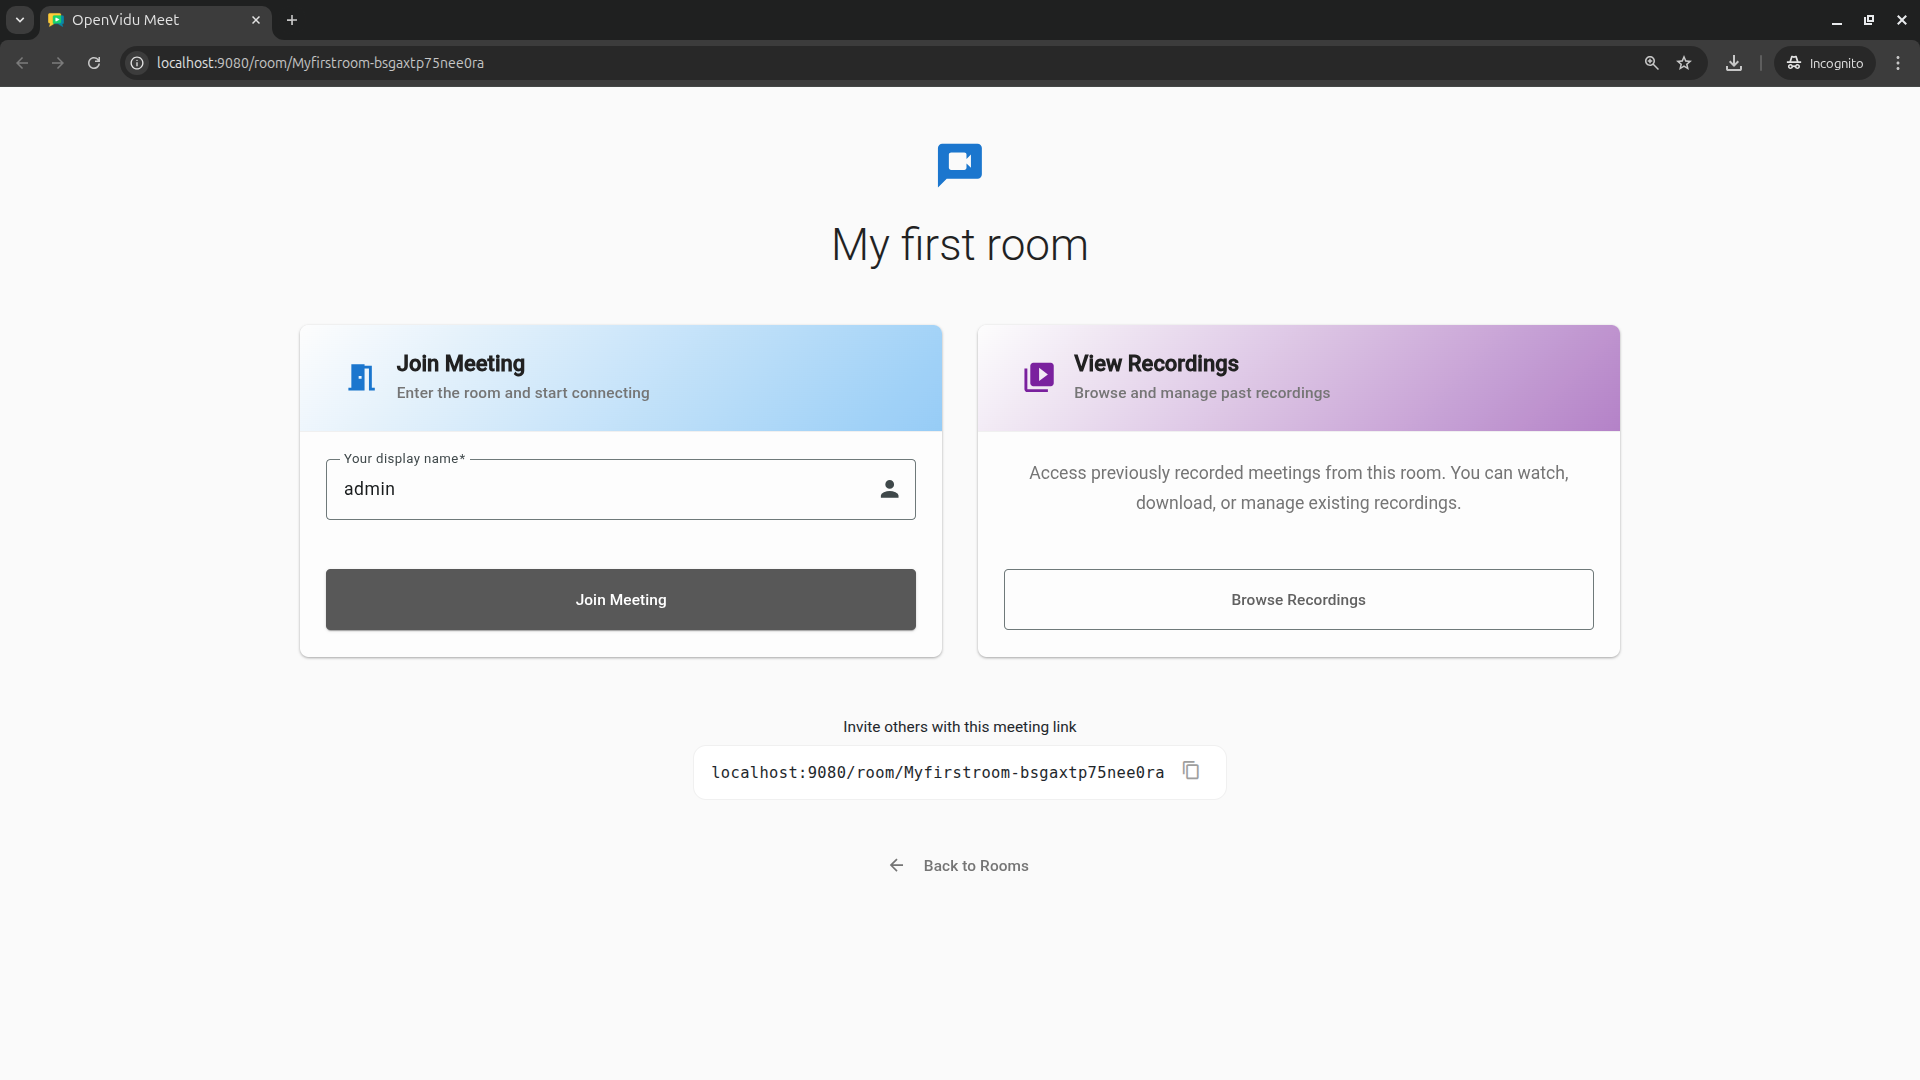 OpenVidu Meet
localhost:9080/room/Myfirstroom-bsgaxtp75nee0ra
Incognito
My first room
Join Meeting
Enter the room and start connecting
Your display name*
admin
Join Meeting
View Recordings
Browse and manage past recordings
Access previously recorded meetings from this room. You can watch,
download, or manage existing recordings.
Browse Recordings
Invite others with this meeting link
localhost:9080/room/Myfirstroom-bsgaxtp75nee0ra
Back to Rooms